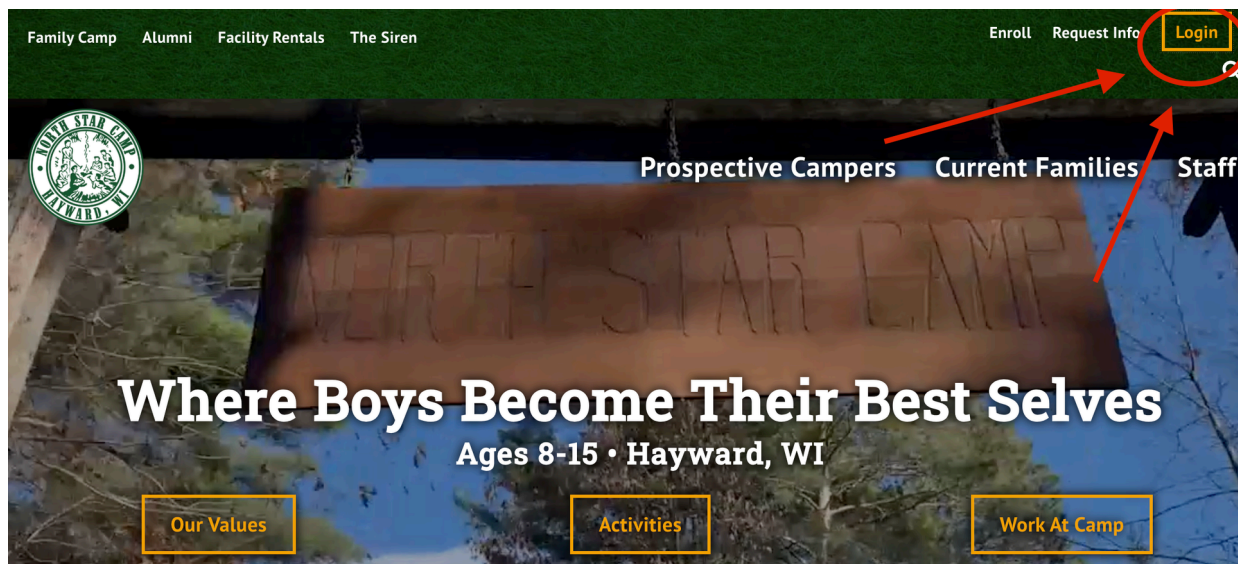 Family Camp Alumni Facility Rentals The Siren
Enroll Request Info Login
NORTH STAR CAMP
HAYWARD, WI
Prospective Campers Current Families Staff
NORTH STAR CAMP
Where Boys Become Their Best Selves
Ages 8-15 • Hayward, WI
Our Values Activities Work At Camp